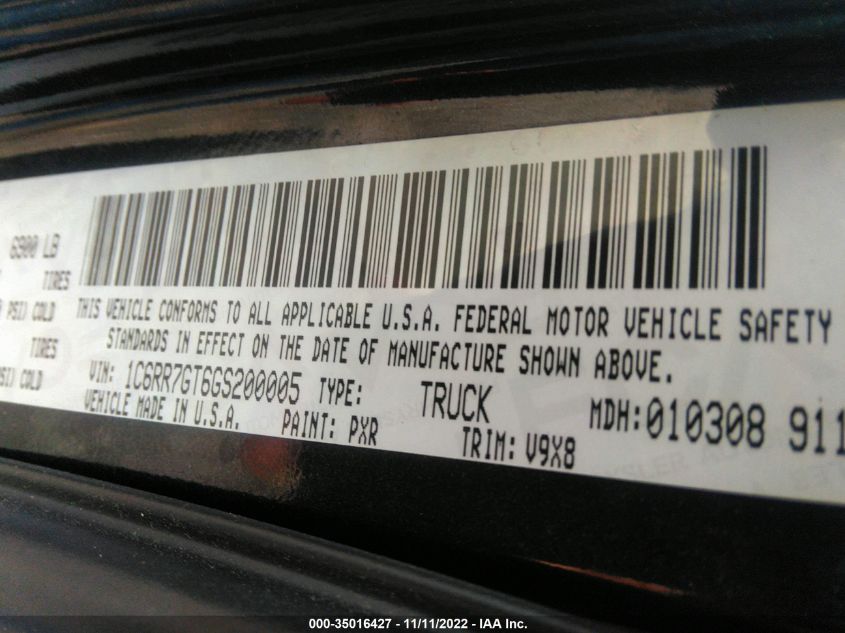 6900 LB
TIRES
PSI) COLD
TIRES
COLD
THIS VEHICLE CONFORMS TO ALL APPLICABLE U.S.A. FEDERAL MOTOR VEHICLE SAFETY
STANDARDS IN EFFECT ON THE DATE OF MANUFACTURE SHOWN ABOVE.
VIN: 1C6RR7GT6GS200005 TYPE: TRUCK MDH:010308 911
VEHICLE MADE IN U.S.A. PAINT: PXR TRIM: V9X8
000-35016427 - 11/11/2022 - IAA Inc.